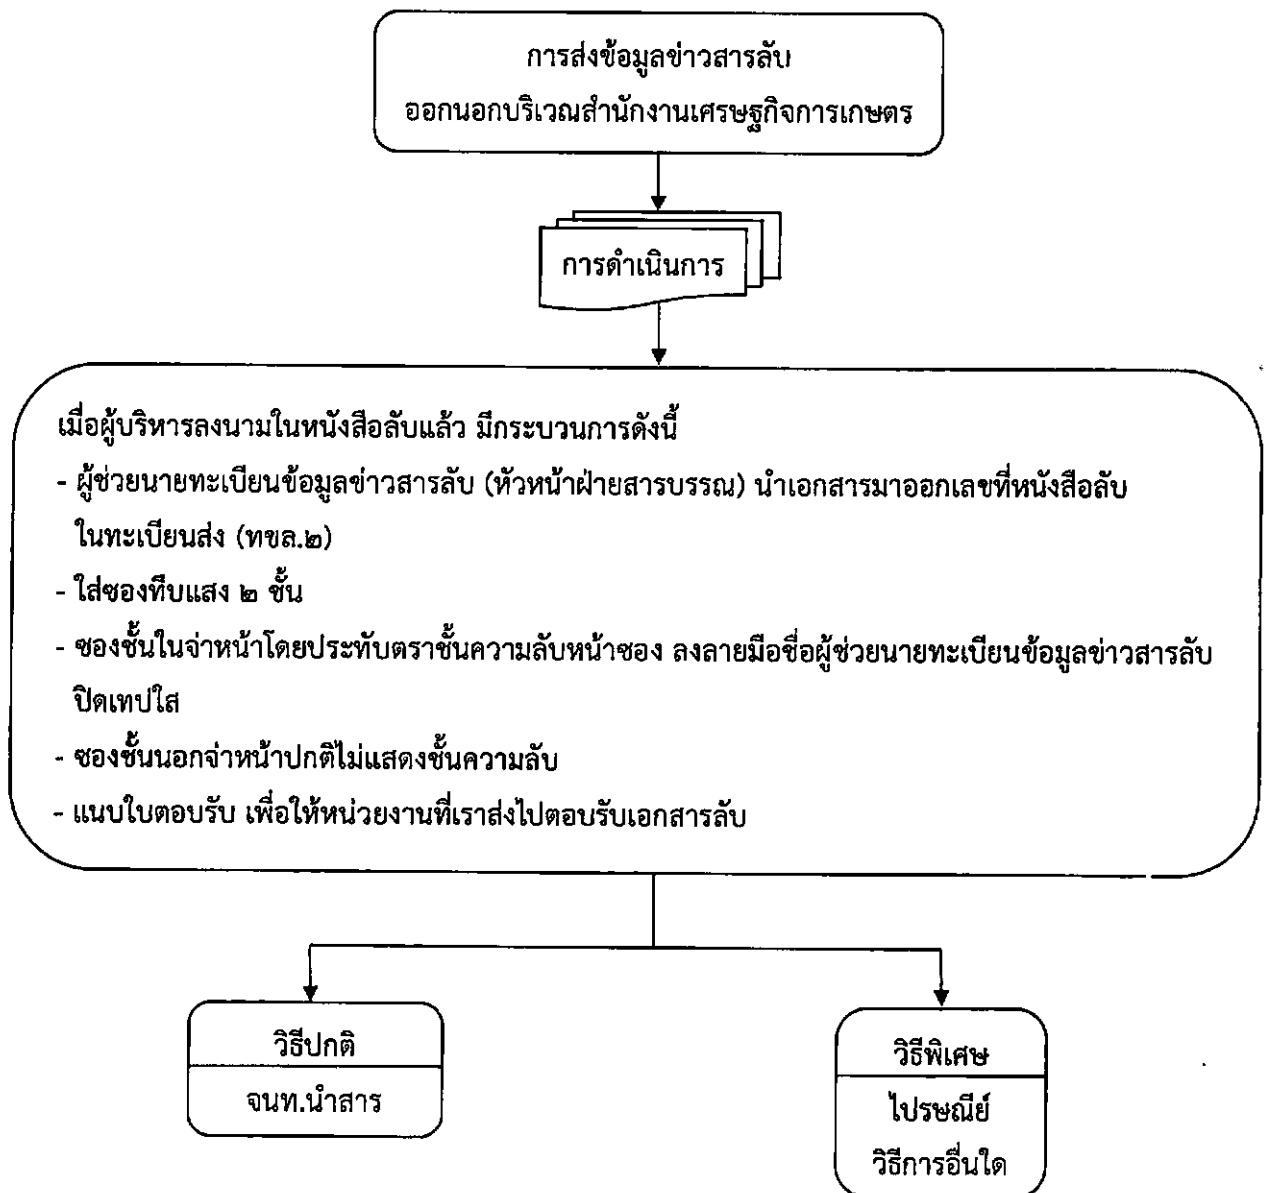 การส่งข้อมูลข่าวสารลับ
ออกนอกบริเวณสำนักงานเศรษฐกิจการเกษตร
การดำเนินการ
เมื่อผู้บริหารลงนามในหนังสือลับแล้ว มีกระบวนการดังนี้
- ผู้ช่วยนายทะเบียนข้อมูลข่าวสารลับ (หัวหน้าฝ่ายสารบรรณ) นำเอกสารมาออกเลขที่หนังสือลับ
ในทะเบียนส่ง (ทขล.๒)
- ใส่ซองทึบแสง ๒ ชั้น
- ซองชั้นในจ่าหน้าโดยประทับตราชั้นความลับหน้าซอง ลงลายมือชื่อผู้ช่วยนายทะเบียนข้อมูลข่าวสารลับ
ปิดเทปใส
- ซองชั้นนอกจ่าหน้าปกติไม่แสดงชั้นความลับ
- แนบใบตอบรับ เพื่อให้หน่วยงานที่เราส่งไปตอบรับเอกสารลับ
วิธีปกติ
จนท.นำสาร
วิธีพิเศษ
ไปรษณีย์
วิธีการอื่นใด